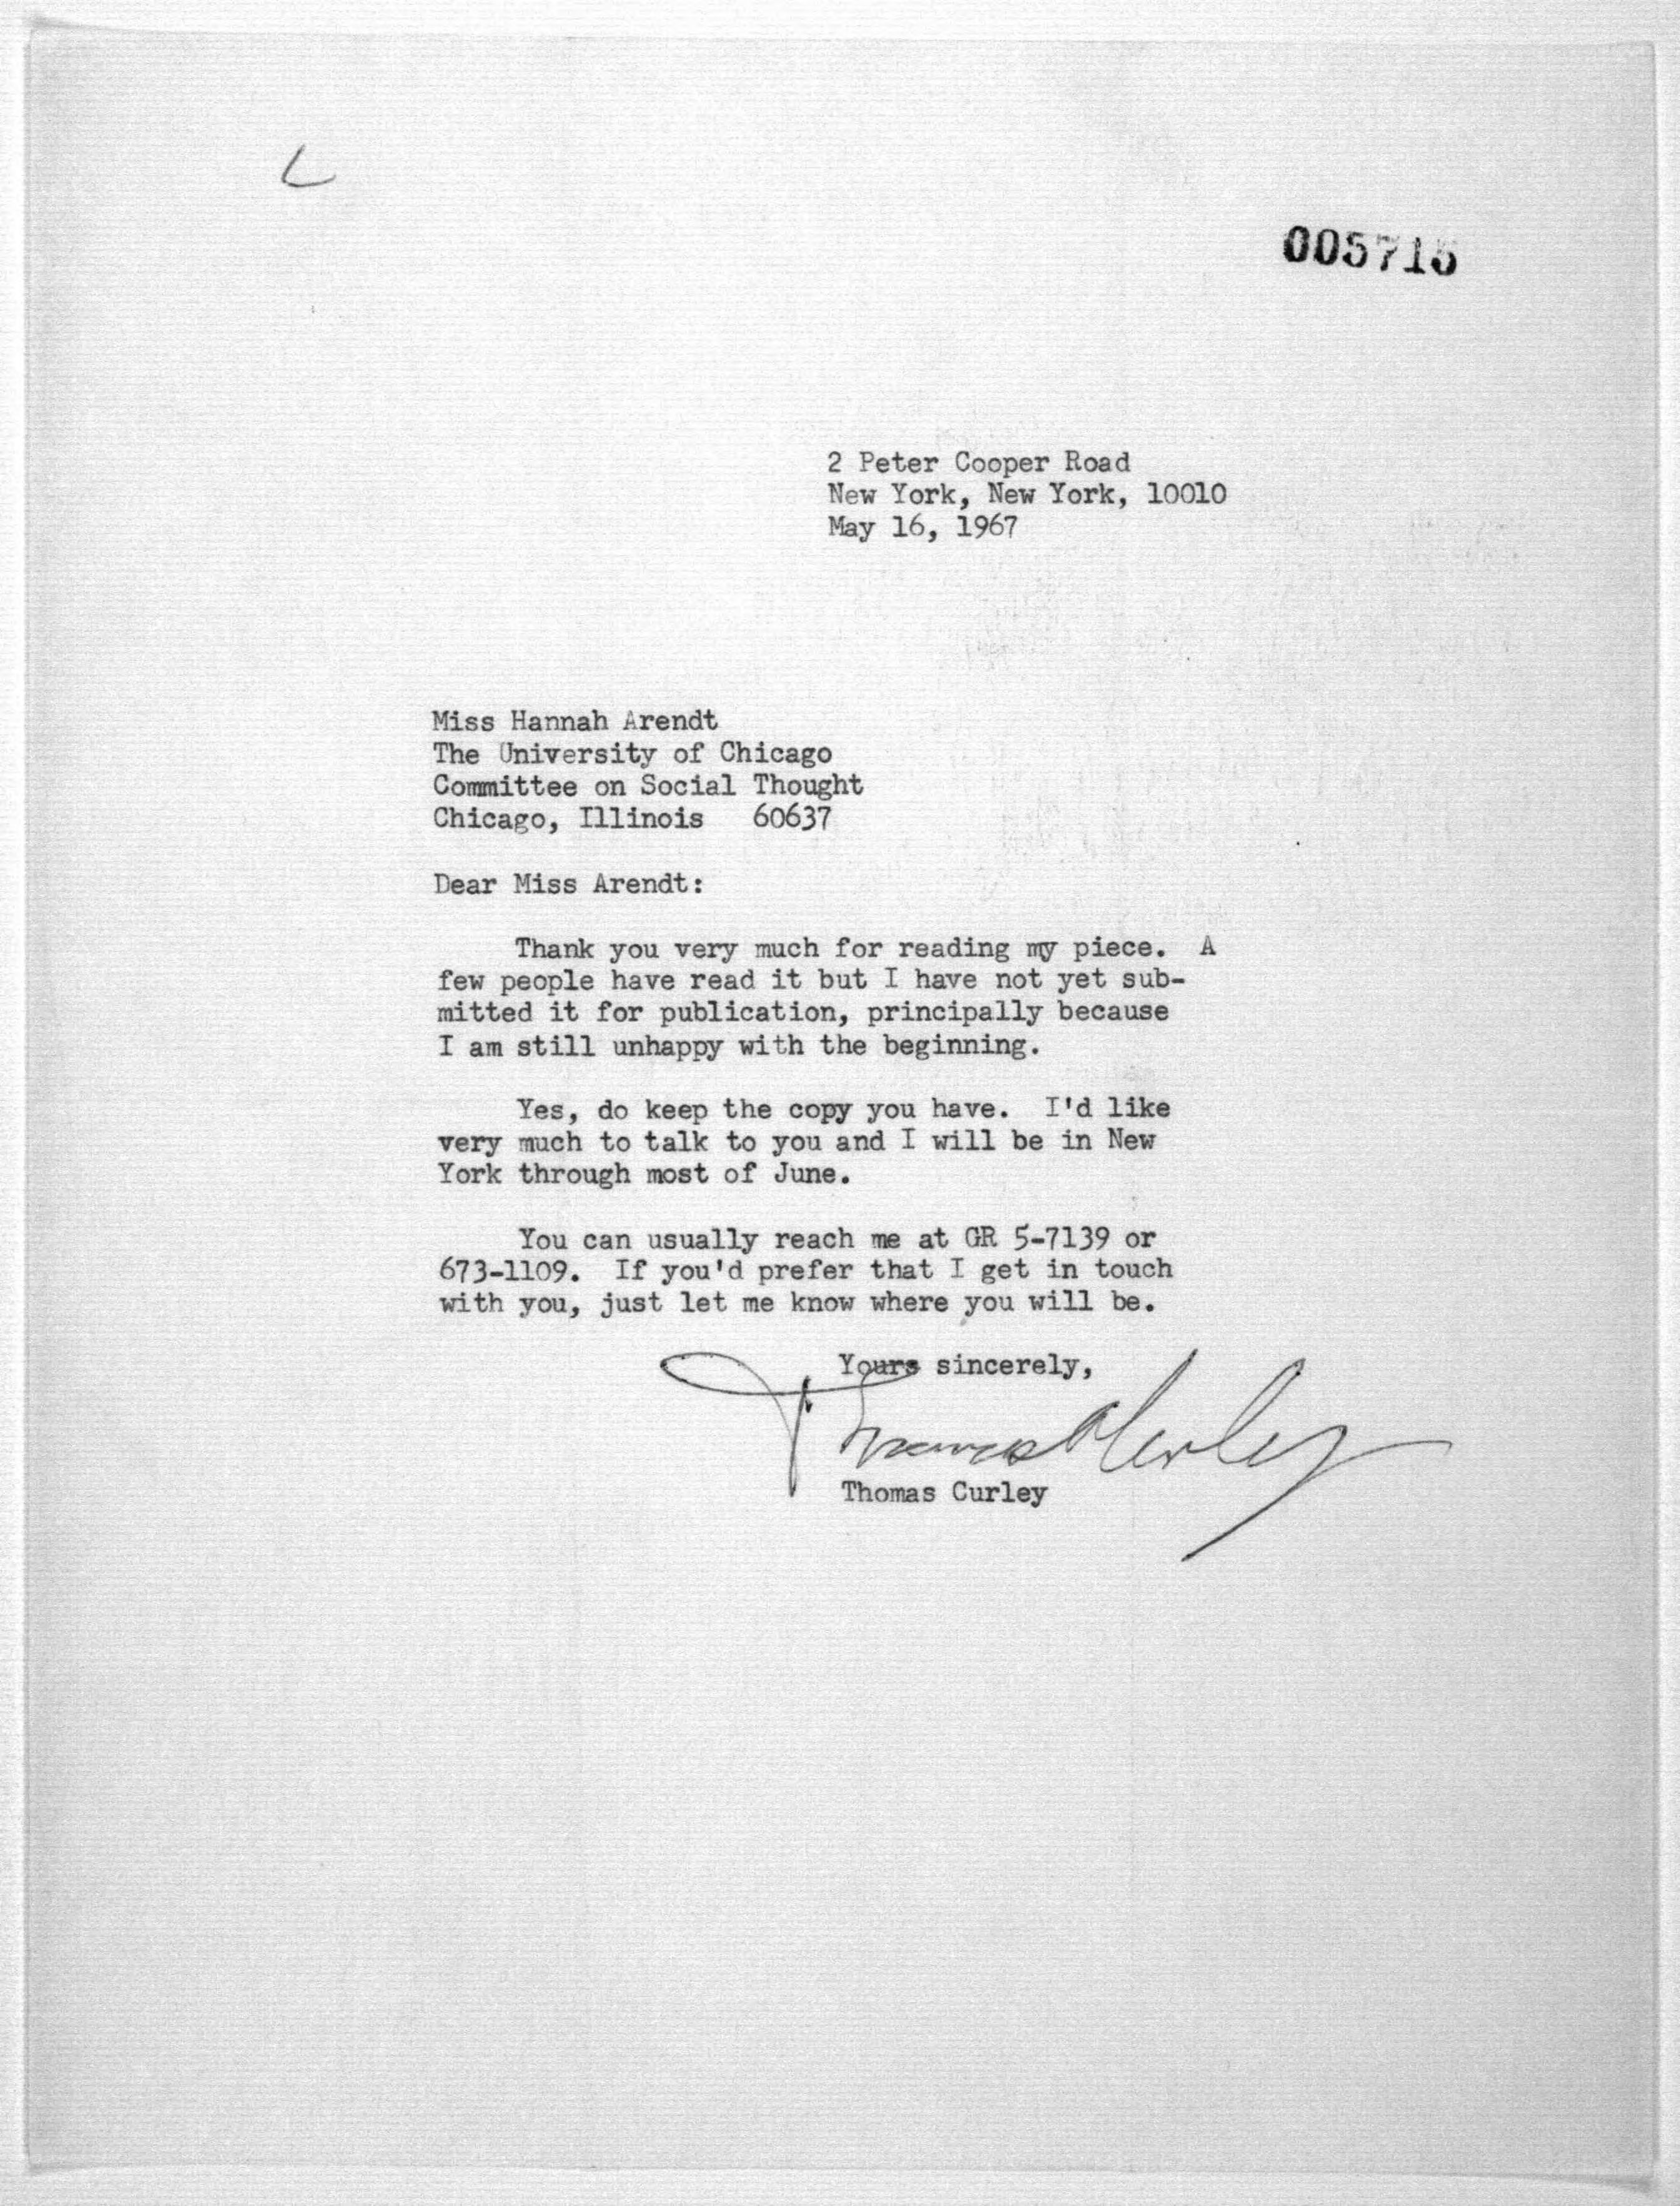 005715
2 Peter Cooper Road
New York, New York, 10010
May 16, 1967
Miss Hannah Arendt
The University of Chicago
Committee on Social Thought
Chicago, Illinois   60637
Dear Miss Arendt:
Thank you very much for reading my piece.  A
few people have read it but I have not yet sub-
mitted it for publication, principally because
I am still unhappy with the beginning.
Yes, do keep the copy you have.  I'd like
very much to talk to you and I will be in New
York through most of June.
You can usually reach me at GR 5-7139 or
673-1109.  If you'd prefer that I get in touch
with you, just let me know where you will be.
Yours sincerely,
Thomas Curley
Thomas Curley